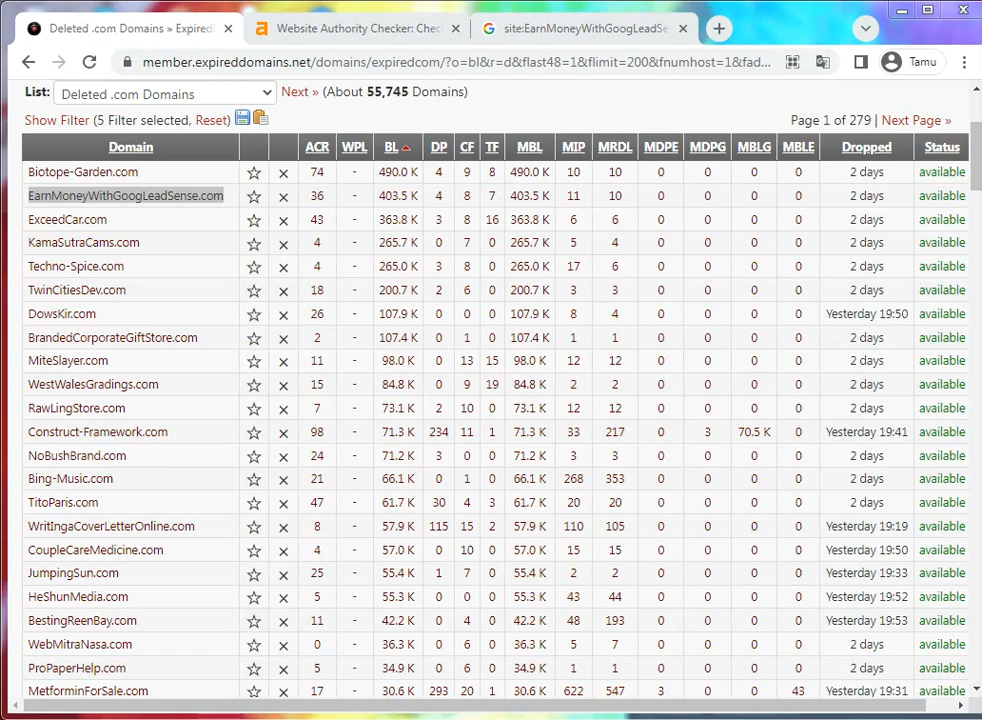 Deleted .com Domains » Expired
Website Authority Checker: Chec
site:EarnMoneyWithGoogLeadSe
member.expireddomains.net/domains/expiredcom/?o=bl&r=d&flast48=1&flimit=200&fnumhost=1&fad...
Tamu
List: Deleted .com Domains Next » (About 55,745 Domains)
Show Filter (5 Filter selected, Reset) Page 1 of 279 | Next Page »
Domain ACR WPL BL DP CF TF MBL MIP MRDL MDPE MDPG MBLG MBLE Dropped Status
Biotope-Garden.com 74 - 490.0 K 4 9 8 490.0 K 10 10 0 0 0 0 2 days available
EarnMoneyWithGoogLeadSense.com 36 - 403.5 K 4 8 7 403.5 K 11 10 0 0 0 0 2 days available
ExceedCar.com 43 - 363.8 K 3 8 16 363.8 K 6 6 0 0 0 0 2 days available
KamaSutraCams.com 4 - 265.7 K 0 7 0 265.7 K 5 4 0 0 0 0 2 days available
Techno-Spice.com 4 - 265.0 K 3 8 0 265.0 K 17 6 0 0 0 0 2 days available
TwinCitiesDev.com 18 - 200.7 K 2 6 0 200.7 K 3 3 0 0 0 0 2 days available
DowsKir.com 26 - 107.9 K 0 0 0 107.9 K 8 4 0 0 0 0 Yesterday 19:50 available
BrandedCorporateGiftStore.com 2 - 107.4 K 0 1 0 107.4 K 1 1 0 0 0 0 2 days available
MiteSlayer.com 11 - 98.0 K 0 13 15 98.0 K 12 12 0 0 0 0 2 days available
WestWalesGradings.com 15 - 84.8 K 0 9 19 84.8 K 2 2 0 0 0 0 2 days available
RawLingStore.com 7 - 73.1 K 2 10 0 73.1 K 12 12 0 0 0 0 2 days available
Construct-Framework.com 98 - 71.3 K 234 11 1 71.3 K 33 217 0 3 70.5 K 0 Yesterday 19:41 available
NoBushBrand.com 24 - 71.2 K 3 0 0 71.2 K 3 3 0 0 0 0 2 days available
Bing-Music.com 21 - 66.1 K 0 1 0 66.1 K 268 353 0 0 0 0 2 days available
TitoParis.com 47 - 61.7 K 30 4 3 61.7 K 20 20 0 0 0 0 2 days available
WritIngaCoverLetterOnline.com 8 - 57.9 K 115 15 2 57.9 K 110 105 0 0 0 0 Yesterday 19:19 available
CoupleCareMedicine.com 4 - 57.0 K 0 10 0 57.0 K 15 15 0 0 0 0 Yesterday 19:50 available
JumpingSun.com 25 - 55.4 K 1 7 0 55.4 K 2 2 0 0 0 0 Yesterday 19:33 available
HeShunMedia.com 5 - 55.3 K 0 0 0 55.3 K 43 44 0 0 0 0 Yesterday 19:52 available
BestingReenBay.com 11 - 42.2 K 0 4 0 42.2 K 48 193 0 0 0 0 Yesterday 19:53 available
WebMitraNasa.com 0 - 36.3 K 0 6 0 36.3 K 5 7 0 0 0 0 2 days available
ProPaperHelp.com 5 - 34.9 K 0 6 0 34.9 K 1 1 0 0 0 0 2 days available
MetforminForSale.com 17 - 30.6 K 293 20 1 30.6 K 622 547 3 0 0 43 Yesterday 19:31 available